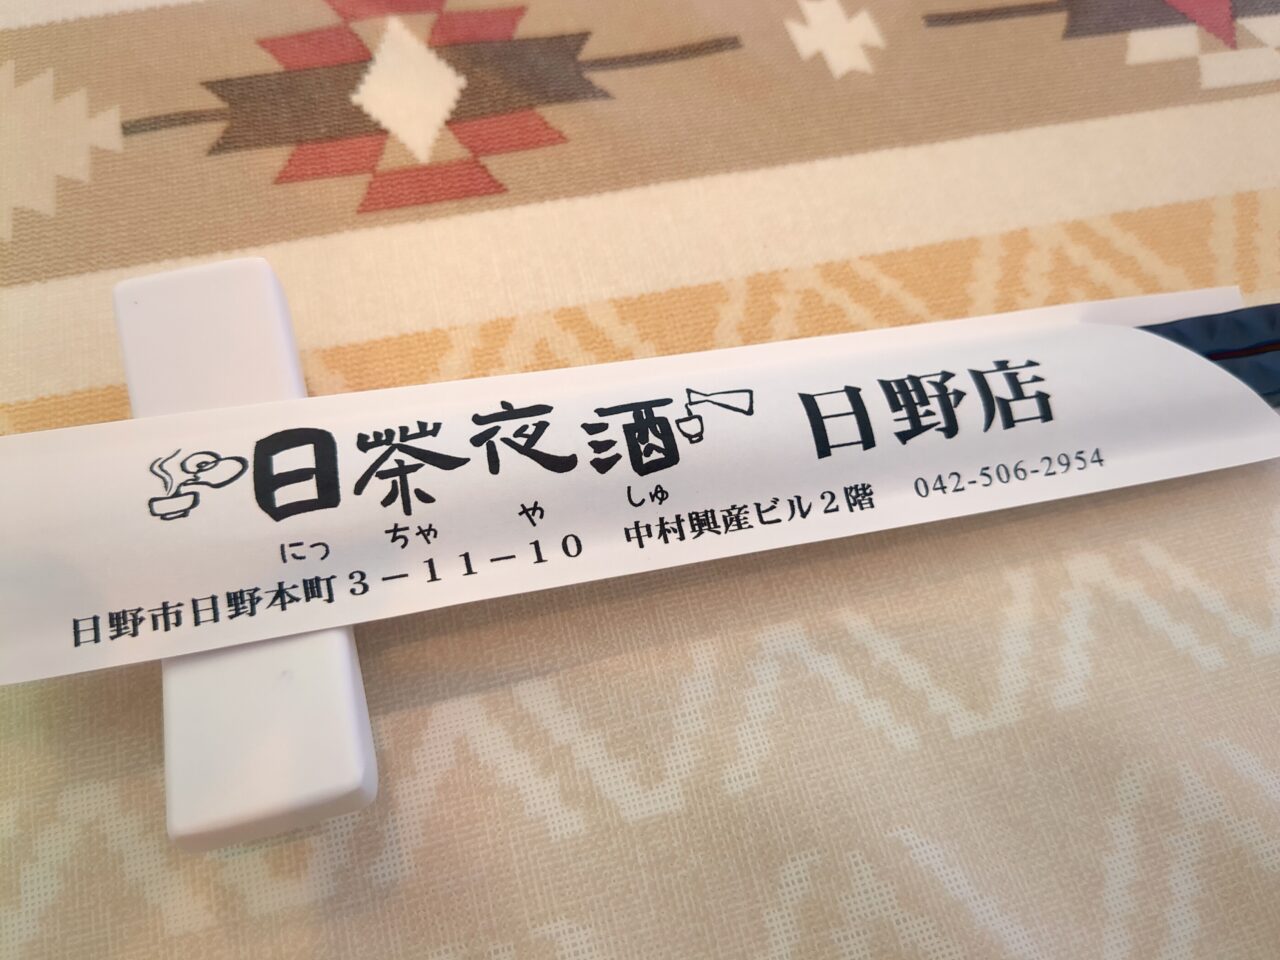 日茶夜酒 日野店
にっ ちゃ や しゅ
日野市日野本町３－１１－１０ 中村興産ビル２階 042-506-2954